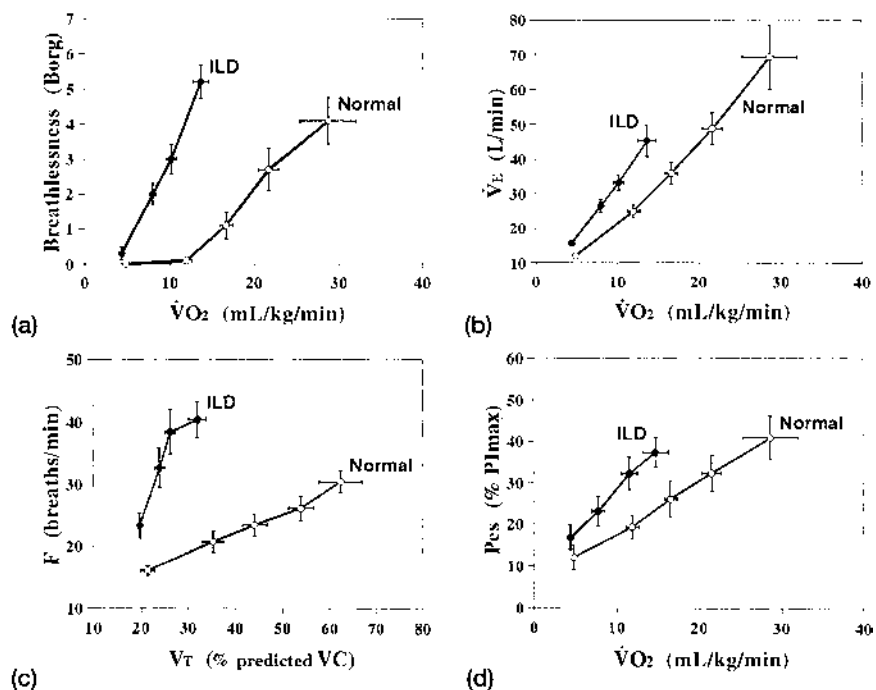 7
6
5
4
3
2
1
0
Breathlessness (Borg)
ILD
Normal
0 10 20 30 40
V̇O₂ (mL/kg/min)
(a)
80
70
60
50
40
30
20
10
V̇E (L/min)
ILD
Normal
0 10 20 30 40
V̇O₂ (mL/kg/min)
(b)
50
40
30
20
10
F (breaths/min)
ILD
Normal
10 20 30 40 50 60 70 80
VT (% predicted VC)
(c)
60
50
40
30
20
10
0
Pes (% PImax)
ILD
Normal
0 10 20 30 40
V̇O₂ (mL/kg/min)
(d)